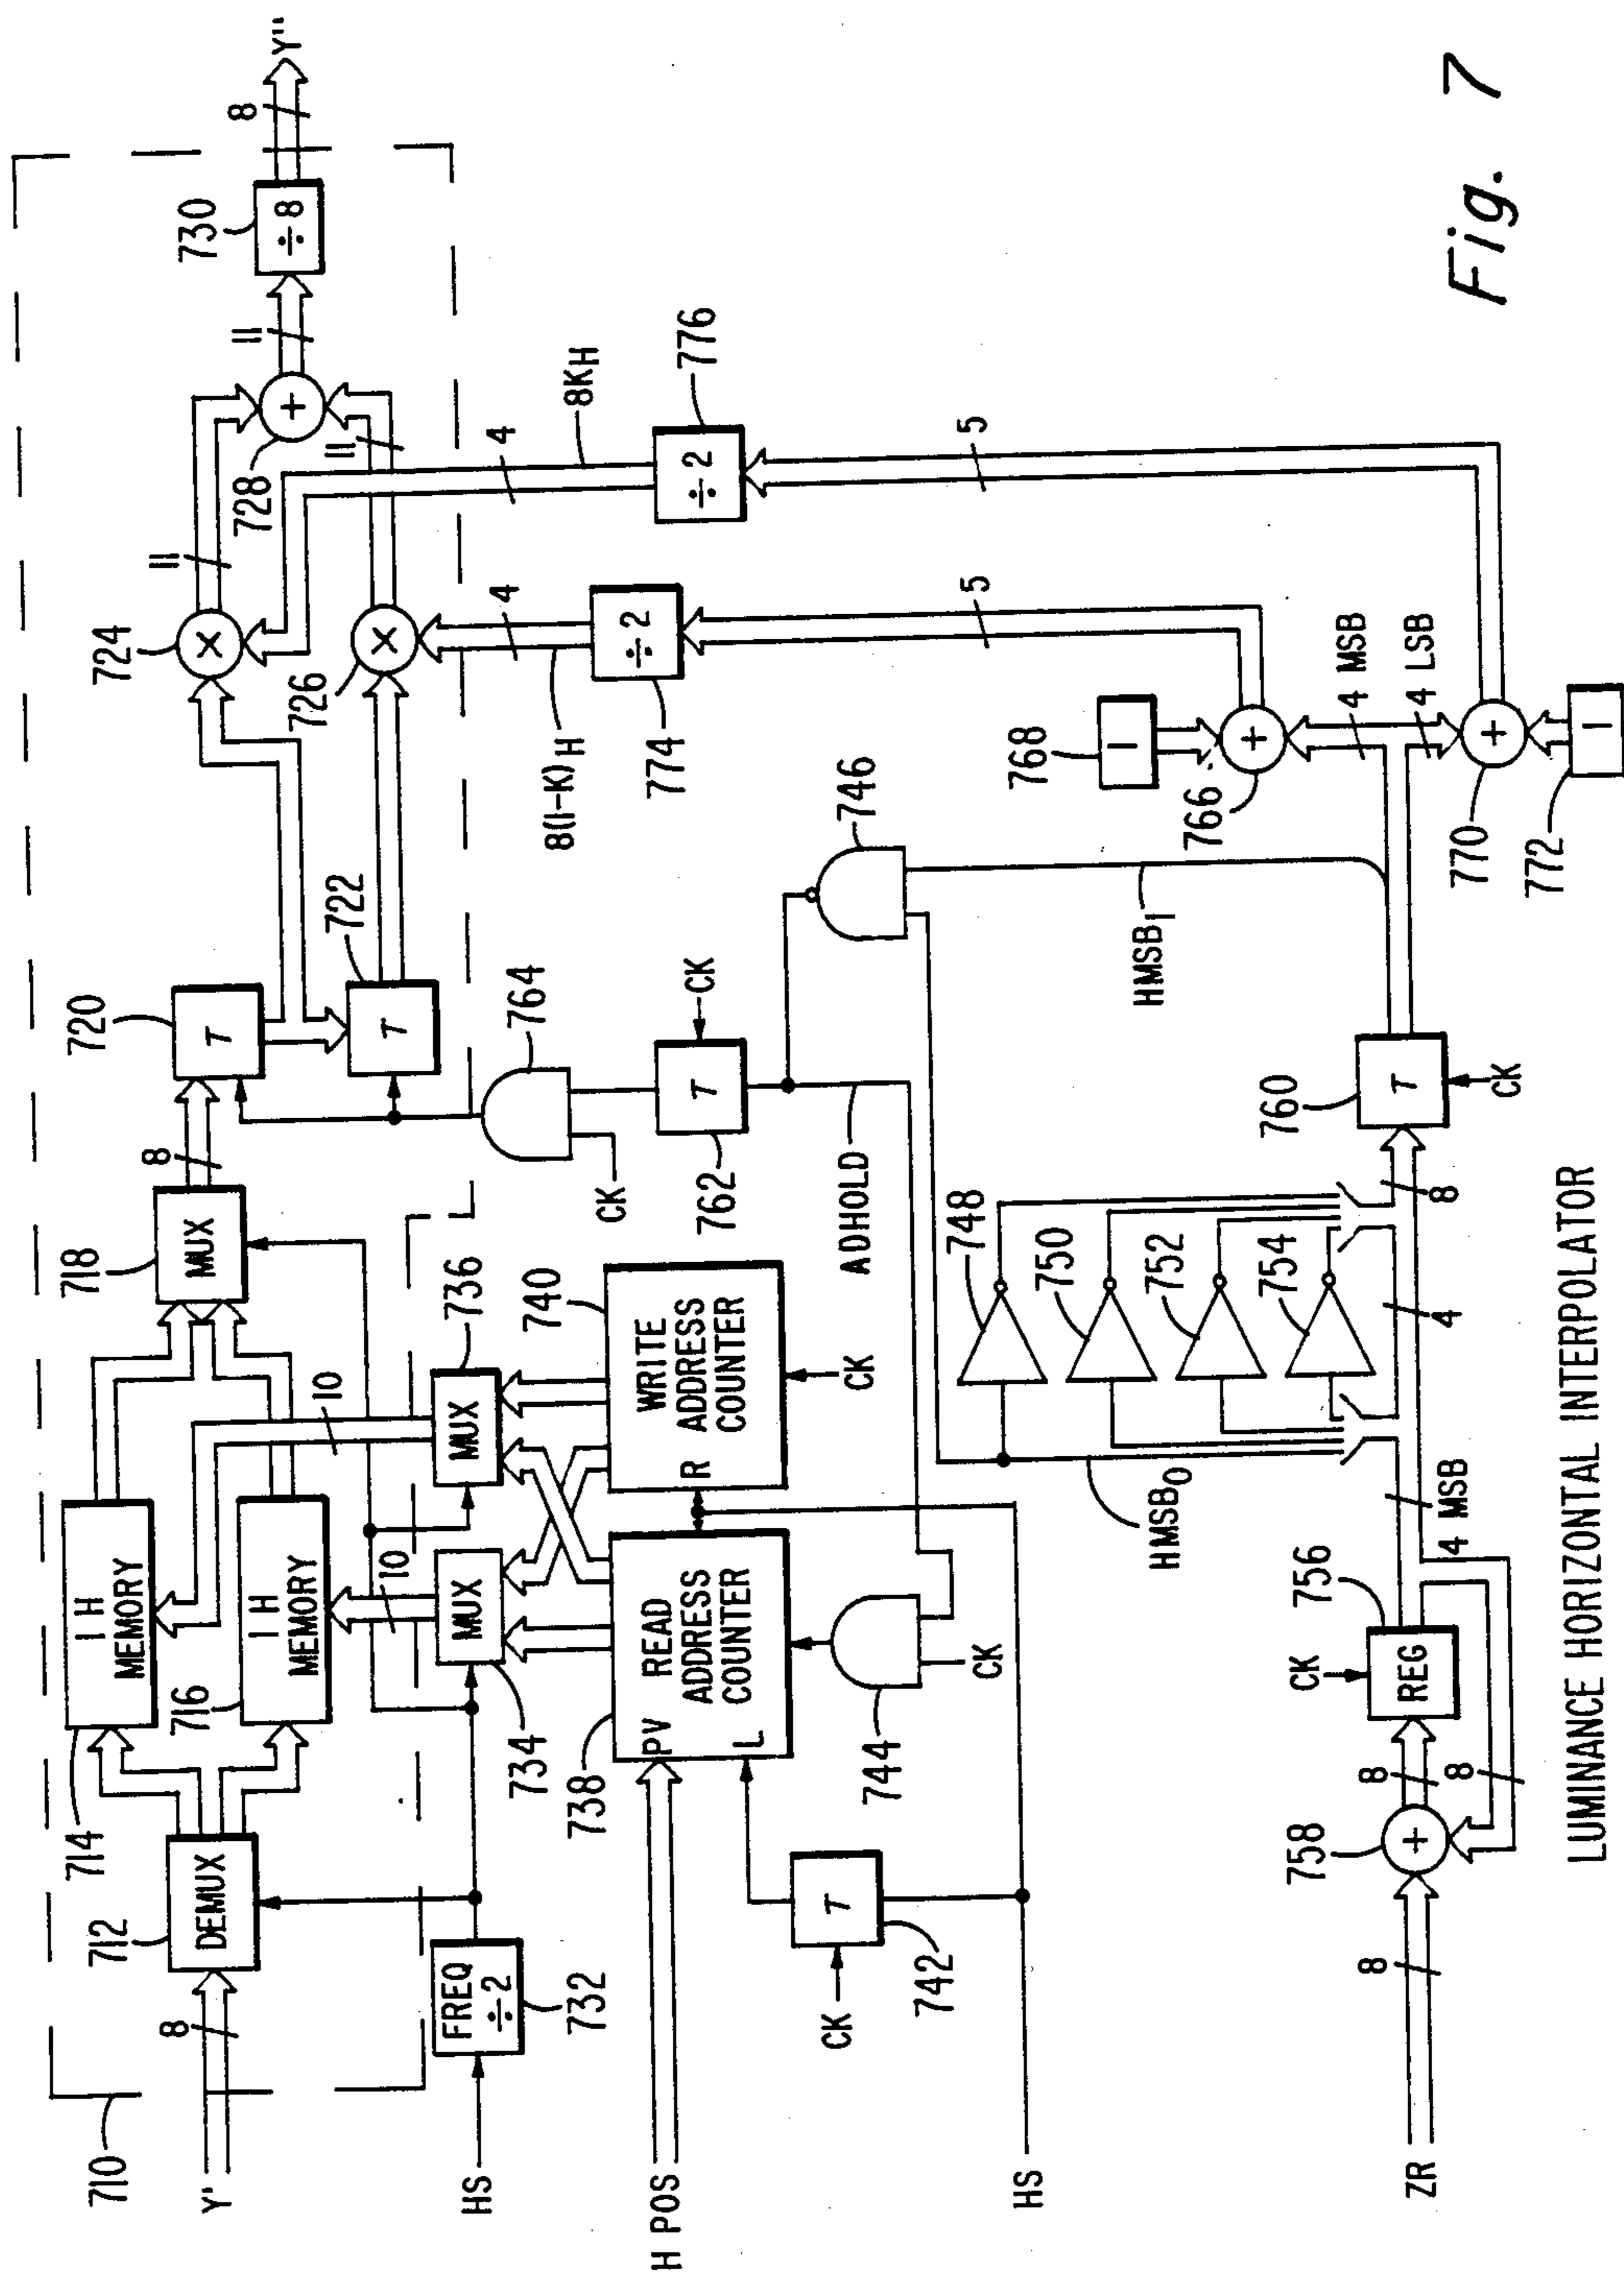 710
Y'
8
712
DEMUX
714
1 H
MEMORY
716
1 H
MEMORY
718
MUX
8
720
T
722
T
724
X
726
X
11
11
728
+
11
730
÷ 8
8
Y"
HS
FREQ
÷ 2
732
734
MUX
10
736
MUX
10
H POS
738
PV
READ
ADDRESS
COUNTER
L
R
740
WRITE
ADDRESS
COUNTER
CK
CK
T
742
744
CK
HS
ADHOLD
CK
764
762
T
CK
746
8(1-K)H
4
774
÷ 2
5
4
8KH
776
÷ 2
5
HMSB0
HMSB1
748
750
752
754
ZR
8
758
+
8
8
CK
756
REG
4 MSB
4
8
760
T
CK
768
1
766
+
4 MSB
4 LSB
770
+
772
1
LUMINANCE HORIZONTAL INTERPOLATOR
Fig. 7